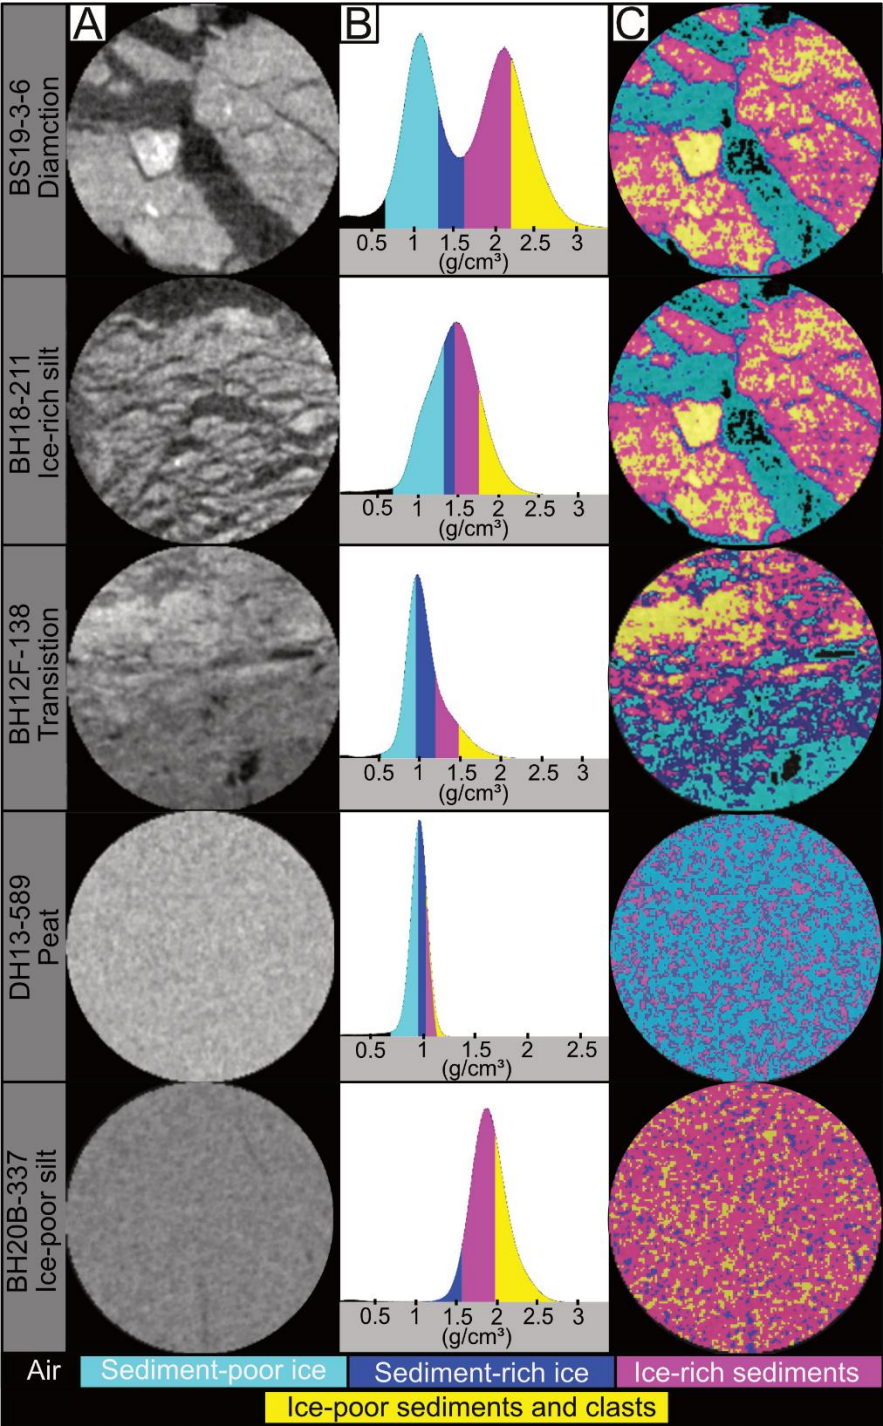 A
B
C
BS19-3-6
Diamction
0.5 1 1.5 2 2.5 3
(g/cm³)
BH18-211
Ice-rich silt
0.5 1 1.5 2 2.5 3
(g/cm³)
BH12F-138
Transistion
0.5 1 1.5 2 2.5 3
(g/cm³)
DH13-589
Peat
0.5 1 1.5 2 2.5
(g/cm³)
BH20B-337
Ice-poor silt
0.5 1 1.5 2 2.5 3
(g/cm³)
Air Sediment-poor ice Sediment-rich ice Ice-rich sediments
Ice-poor sediments and clasts